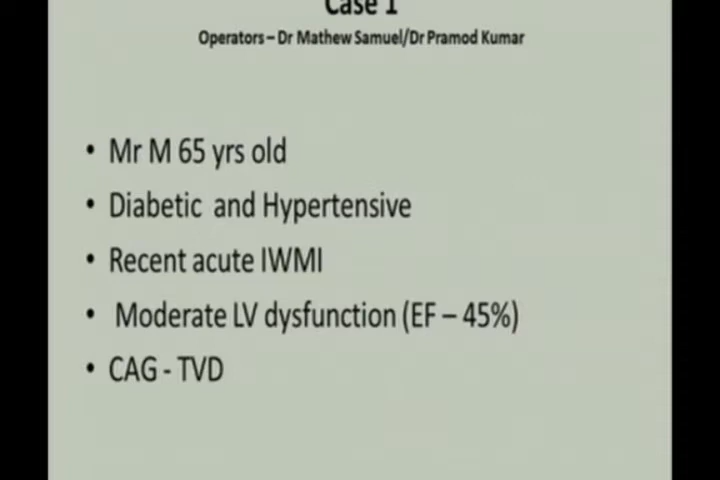 Case 1
Operators – Dr Mathew Samuel/Dr Pramod Kumar
• Mr M 65 yrs old
• Diabetic and Hypertensive
• Recent acute IWMI
• Moderate LV dysfunction (EF – 45%)
• CAG - TVD